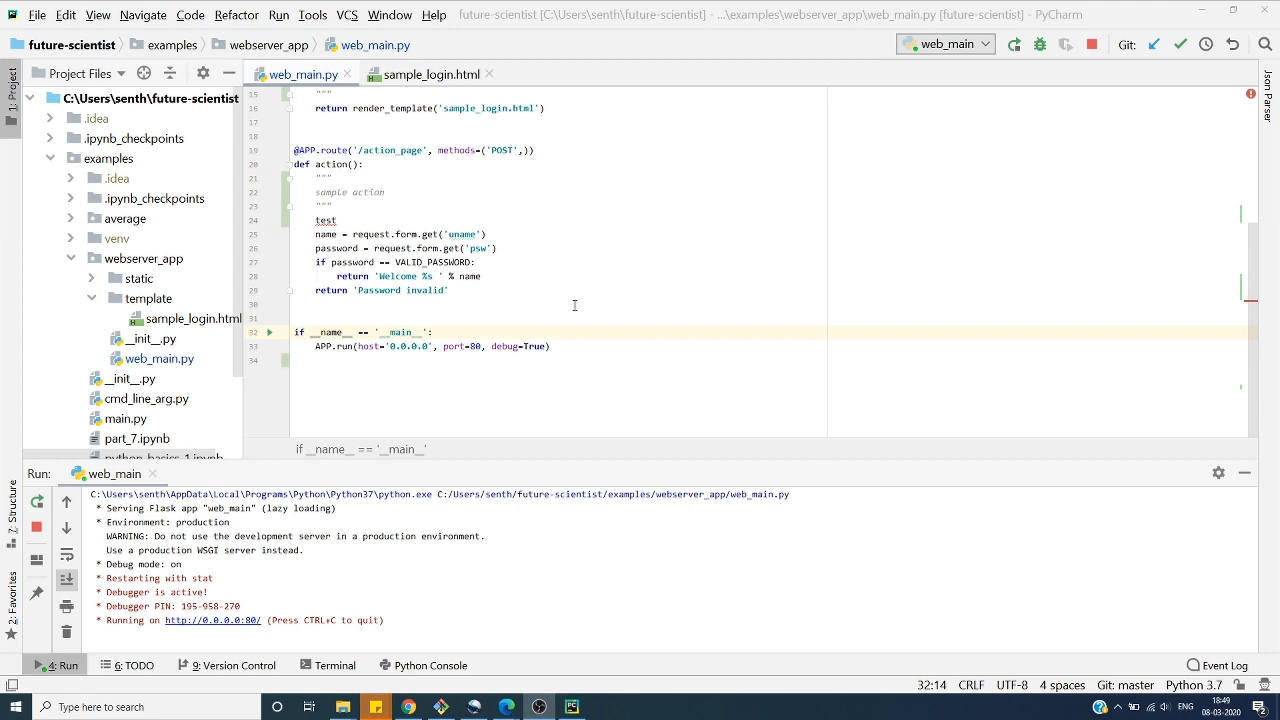 File Edit View Navigate Code Refactor Run Tools VCS Window Help future-scientist [C:\Users\senth\future-scientist] - ...\examples\webserver_app\web_main.py [future-scientist] - PyCharm
future-scientist examples webserver_app web_main.py web_main Git:
1: Project
Project Files web_main.py sample_login.html
Json Parser
C:\Users\senth\future-scientist
.idea
.ipynb_checkpoints
examples
.idea
.ipynb_checkpoints
average
venv
webserver_app
static
template
sample_login.html
__init__.py
web_main.py
__init__.py
cmd_line_arg.py
main.py
part_7.ipynb
python-basics-1.ipynb
15 """
16 return render_template('sample_login.html')
17
18
19 @APP.route('/action_page', methods=('POST',))
20 def action():
21 """
22 sample action
23 """
24 test
25 name = request.form.get('uname')
26 password = request.form.get('psw')
27 if password == VALID_PASSWORD:
28 return 'Welcome %s ' % name
29 return 'Password invalid'
30
31
32 if __name__ == '__main__':
33 APP.run(host='0.0.0.0', port=80, debug=True)
34
if __name__ == '__main__'
Run: web_main
C:\Users\senth\AppData\Local\Programs\Python\Python37\python.exe C:/Users/senth/future-scientist/examples/webserver_app/web_main.py
* Serving Flask app "web_main" (lazy loading)
* Environment: production
WARNING: Do not use the development server in a production environment.
Use a production WSGI server instead.
* Debug mode: on
* Restarting with stat
* Debugger is active!
* Debugger PIN: 195-958-270
* Running on http://0.0.0.0:80/ (Press CTRL+C to quit)
7: Structure
2: Favorites
4: Run 6: TODO 9: Version Control Terminal Python Console Event Log
32:14 CRLF UTF-8 4 spaces Git: master Python 3.7
Type here to search
ENG
18:49
08-03-2020